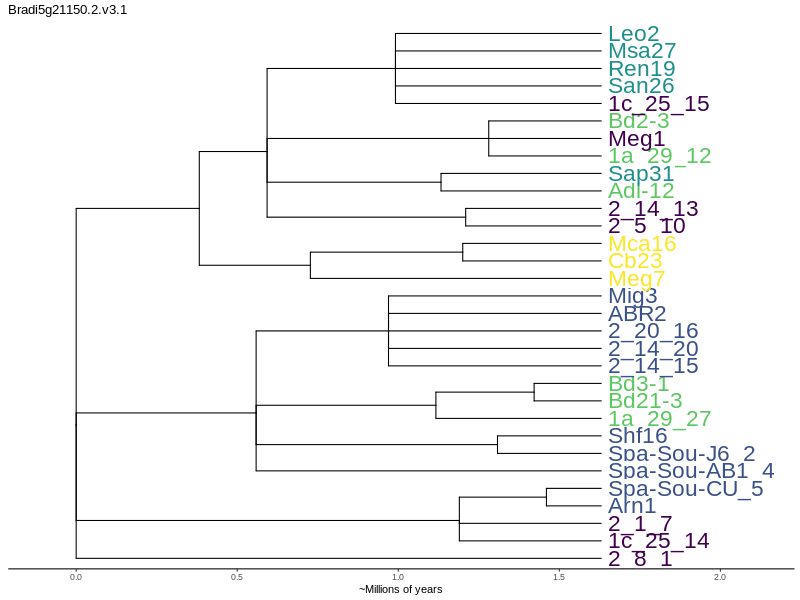 Bradi5g21150.2.v3.1
Leo2
Msa27
Ren19
San26
1c_25_15
Bd2-3
Meg1
1a_29_12
Sap31
Adl-12
2_14_13
2_5_10
Mca16
Cb23
Meg7
Mig3
ABR2
2_20_16
2_14_20
2_14_15
Bd3-1
Bd21-3
1a_29_27
Shf16
Spa-Sou-J6_2
Spa-Sou-AB1_4
Spa-Sou-CU_5
Arn1
2_1_7
1c_25_14
2_8_1
0.0 0.5 1.0 1.5 2.0
~Millions of years